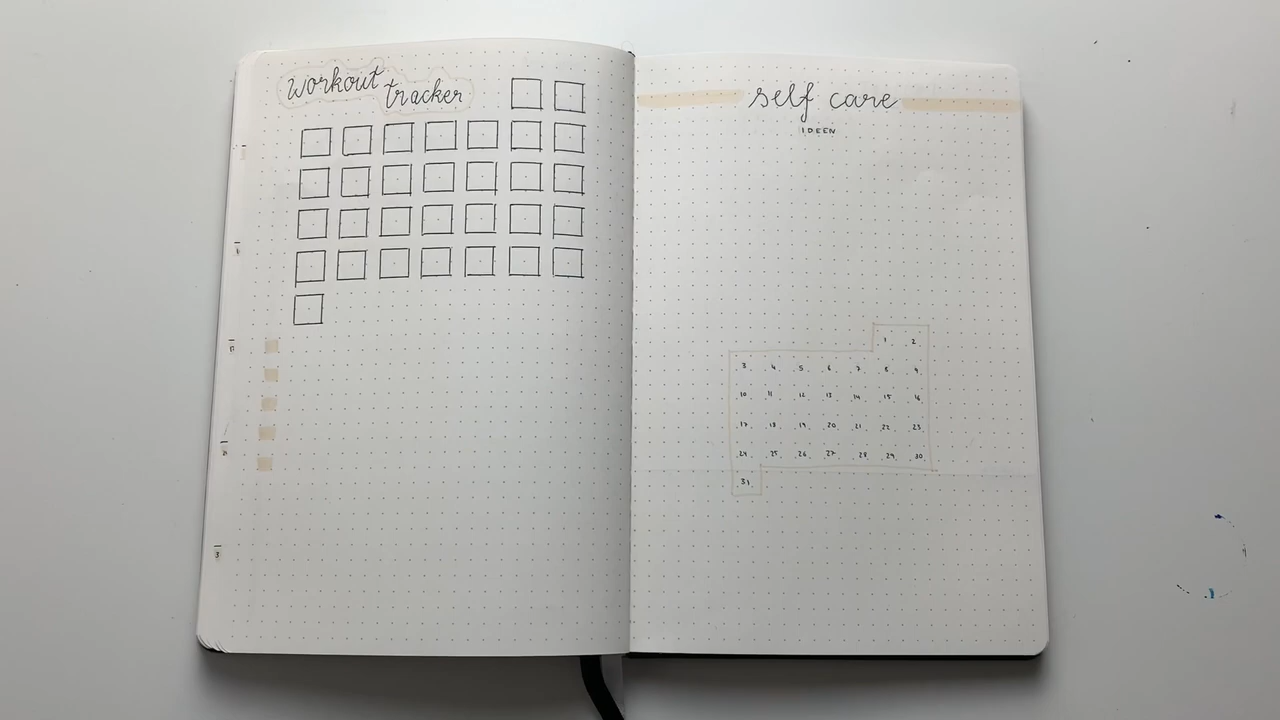 workout
tracker
self care
IDEEN
1 2
3 4 5 6 7 8 9
10 11 12 13 14 15 16
17 18 19 20 21 22 23
24 25 26 27 28 29 30
31